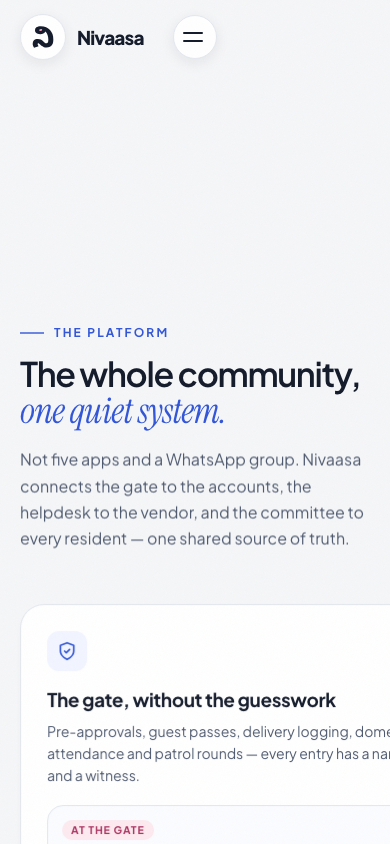 Nivaasa
THE PLATFORM
The whole community,
one quiet system.
Not five apps and a WhatsApp group. Nivaasa
connects the gate to the accounts, the
helpdesk to the vendor, and the committee to
every resident — one shared source of truth.
The gate, without the guesswork
Pre-approvals, guest passes, delivery logging,
attendance and patrol rounds — every entry has a
and a witness.
AT THE GATE